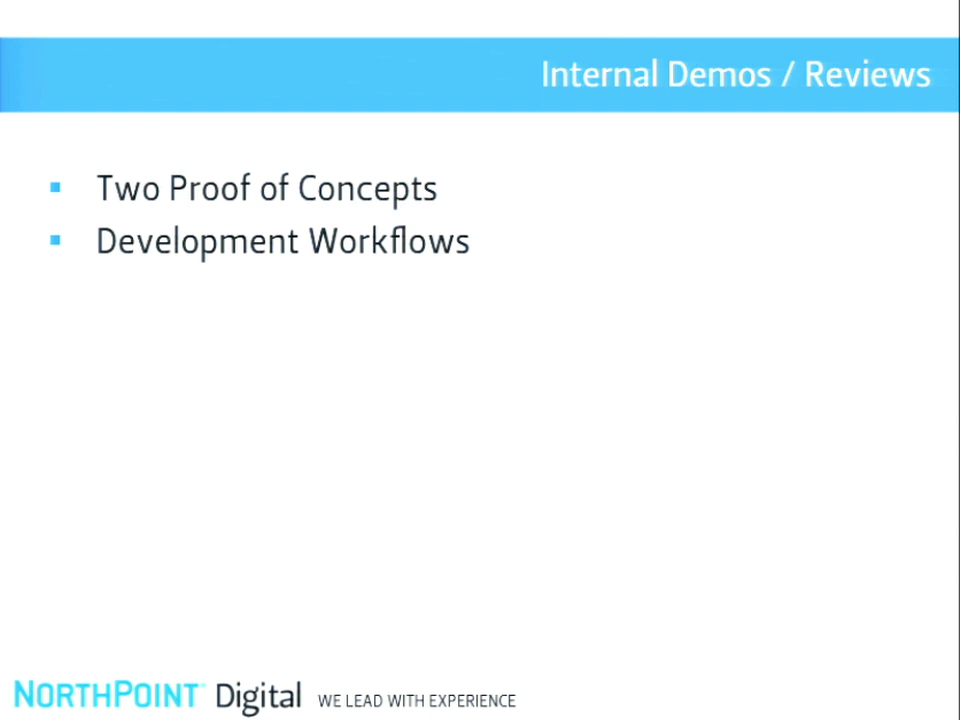 Internal Demos / Reviews
▪ Two Proof of Concepts
▪ Development Workflows
NORTHPOINT Digital WE LEAD WITH EXPERIENCE